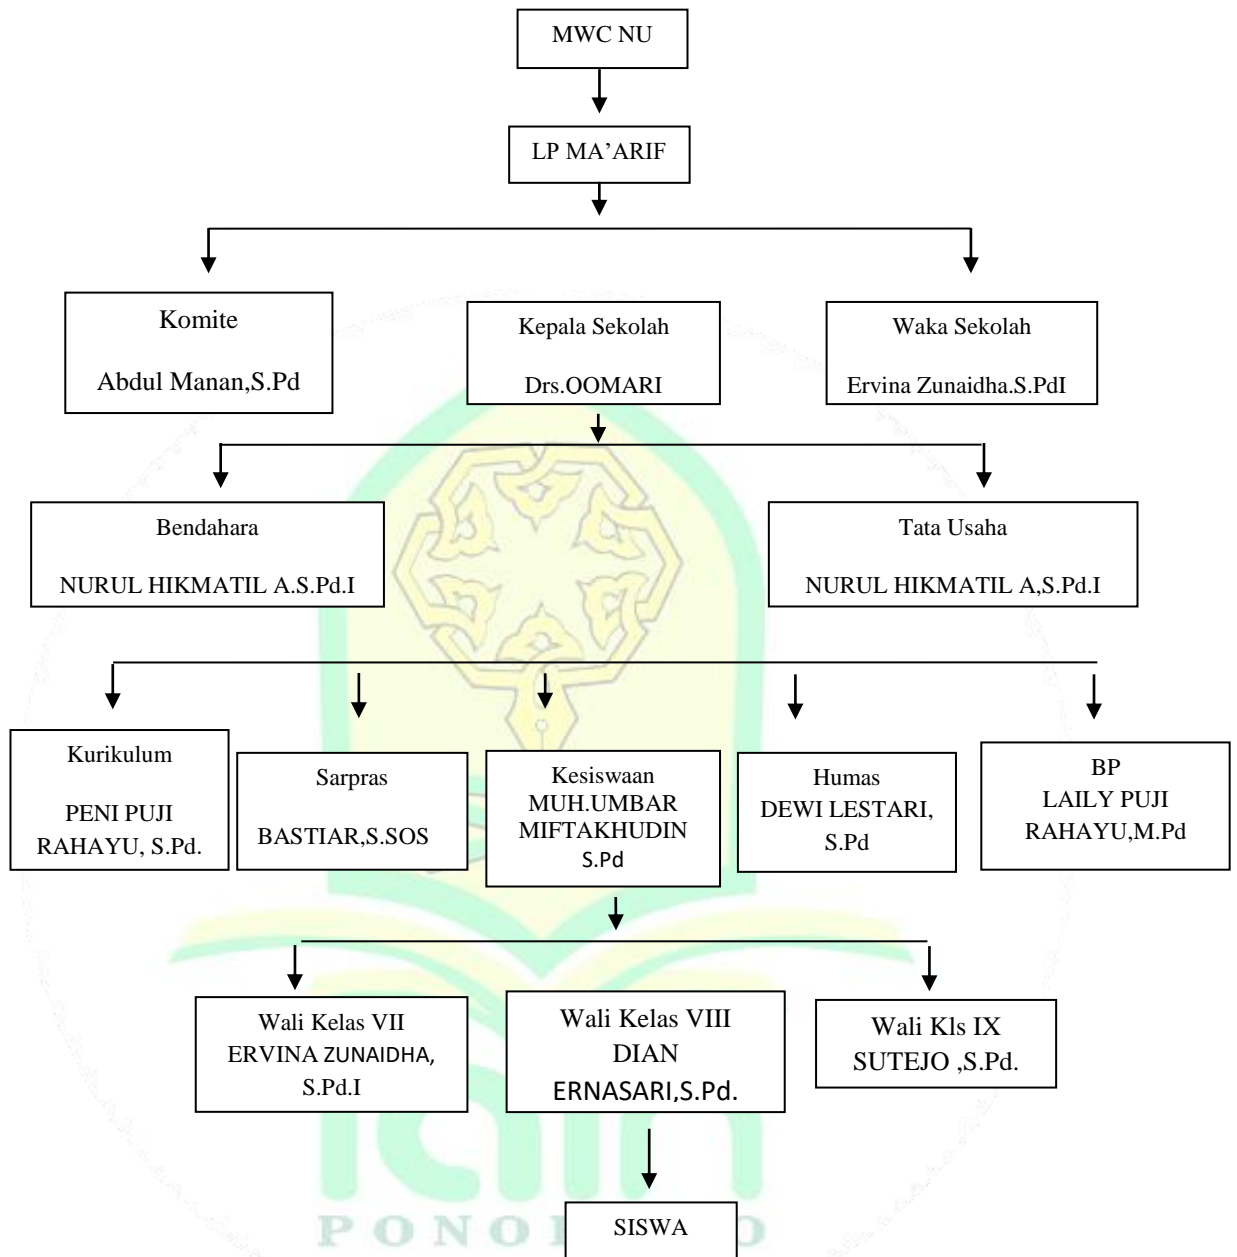 MWC NU
LP MA’ARIF
Komite
Abdul Manan,S.Pd
Kepala Sekolah
Drs.QOMARI
Waka Sekolah
Ervina Zunaidha.S.PdI
Bendahara
NURUL HIKMATIL A.S.Pd.I
Tata Usaha
NURUL HIKMATIL A,S.Pd.I
Kurikulum
PENI PUJI
RAHAYU, S.Pd.
Sarpras
BASTIAR,S.SOS
Kesiswaan
MUH.UMBAR
MIFTAKHUDIN
S.Pd
Humas
DEWI LESTARI,
S.Pd
BP
LAILY PUJI
RAHAYU,M.Pd
Wali Kelas VII
ERVINA ZUNAIDHA,
S.Pd.I
Wali Kelas VIII
DIAN
ERNASARI,S.Pd.
Wali Kls IX
SUTEJO ,S.Pd.
SISWA